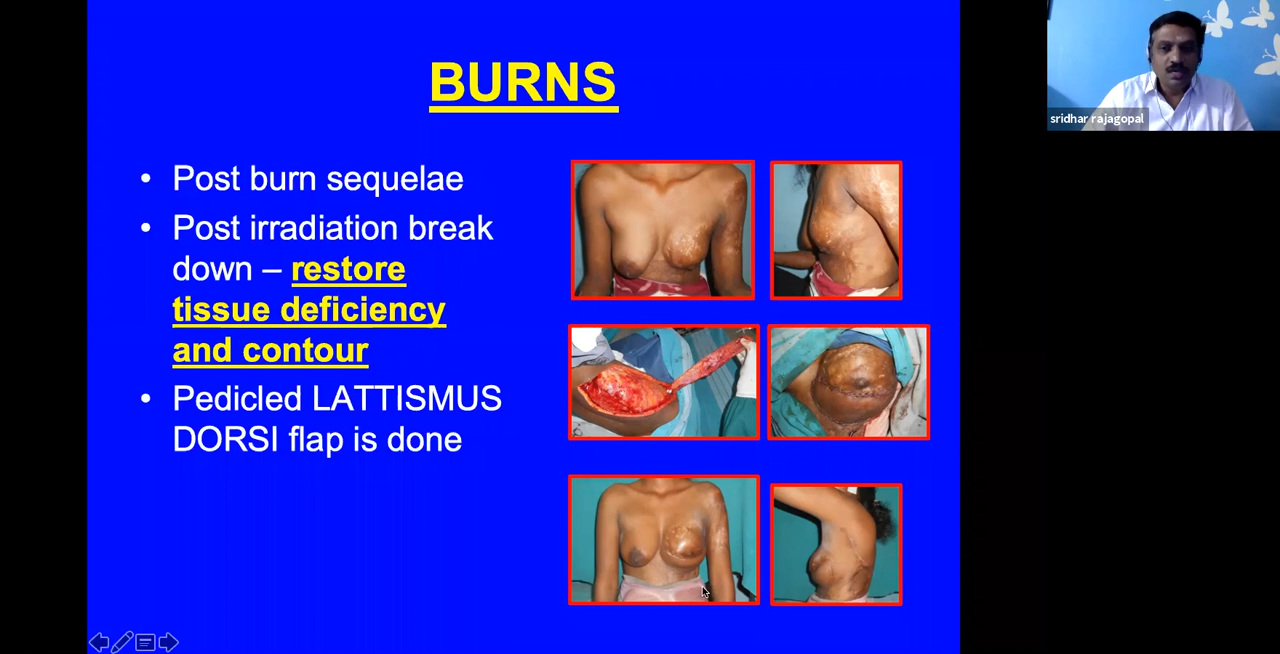 BURNS
• Post burn sequelae
• Post irradiation break
down – restore
tissue deficiency
and contour
• Pedicled LATTISMUS
DORSI flap is done
sridhar rajagopal